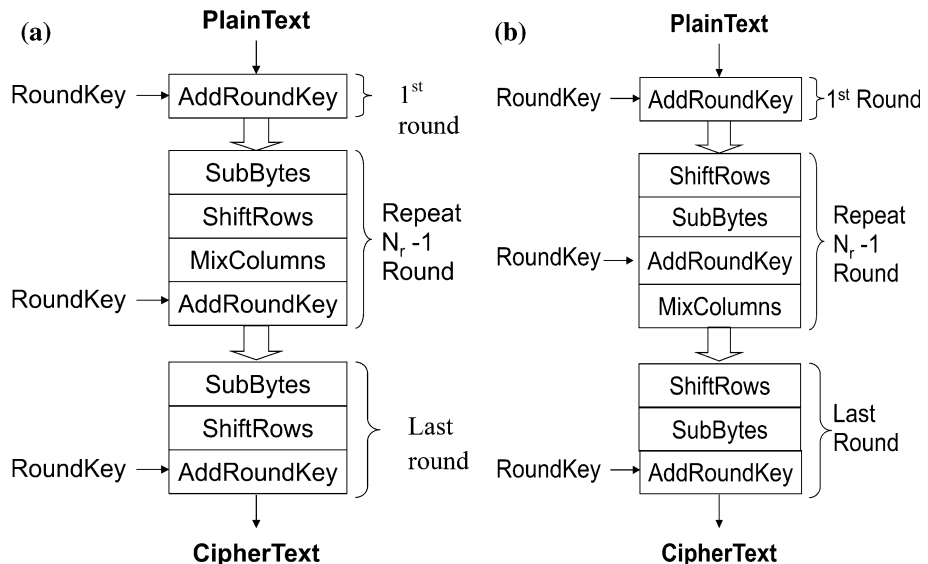 (a)
PlainText
RoundKey
AddRoundKey
1st
round
SubBytes
ShiftRows
MixColumns
AddRoundKey
RoundKey
Repeat
Nr -1
Round
SubBytes
ShiftRows
AddRoundKey
RoundKey
Last
round
CipherText
(b)
PlainText
RoundKey
AddRoundKey
1st Round
ShiftRows
SubBytes
AddRoundKey
MixColumns
RoundKey
Repeat
Nr -1
Round
ShiftRows
SubBytes
AddRoundKey
RoundKey
Last
Round
CipherText